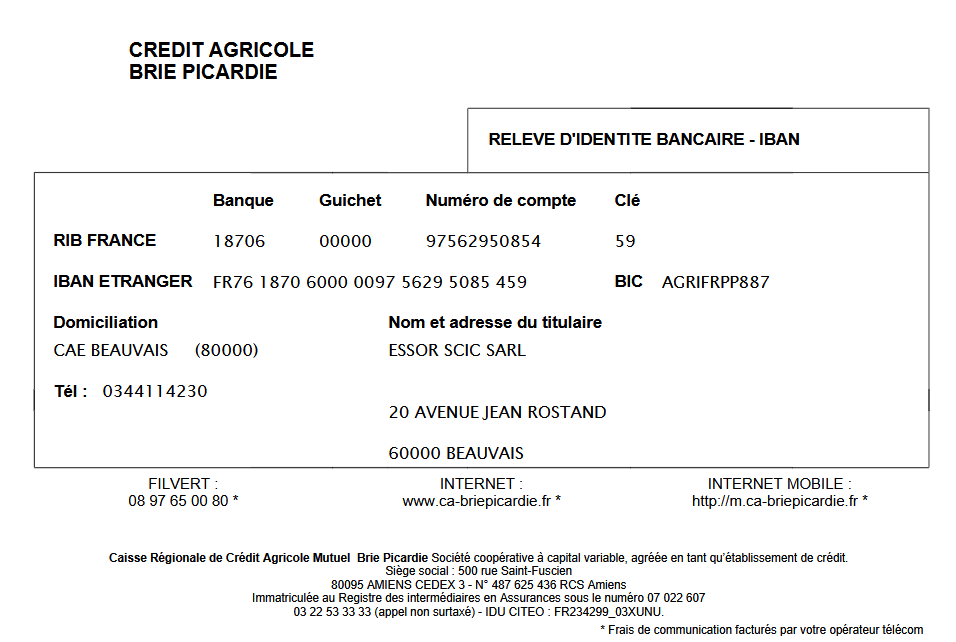 CREDIT AGRICOLE
BRIE PICARDIE
RELEVE D'IDENTITE BANCAIRE - IBAN
Banque Guichet Numéro de compte Clé
RIB FRANCE 18706 00000 97562950854 59
IBAN ETRANGER FR76 1870 6000 0097 5629 5085 459 BIC AGRIFRPP887
Domiciliation Nom et adresse du titulaire
CAE BEAUVAIS (80000) ESSOR SCIC SARL
Tél : 0344114230
20 AVENUE JEAN ROSTAND
60000 BEAUVAIS
FILVERT : INTERNET : INTERNET MOBILE :
08 97 65 00 80 * www.ca-briepicardie.fr * http://m.ca-briepicardie.fr *
Caisse Régionale de Crédit Agricole Mutuel Brie Picardie Société coopérative à capital variable, agréée en tant qu'établissement de crédit.
Siège social : 500 rue Saint-Fuscien
80095 AMIENS CEDEX 3 - N° 487 625 436 RCS Amiens
Immatriculée au Registre des intermédiaires en Assurances sous le numéro 07 022 607
03 22 53 33 33 (appel non surtaxé) - IDU CITEO : FR234299_03XUNU.
* Frais de communication facturés par votre opérateur télécom